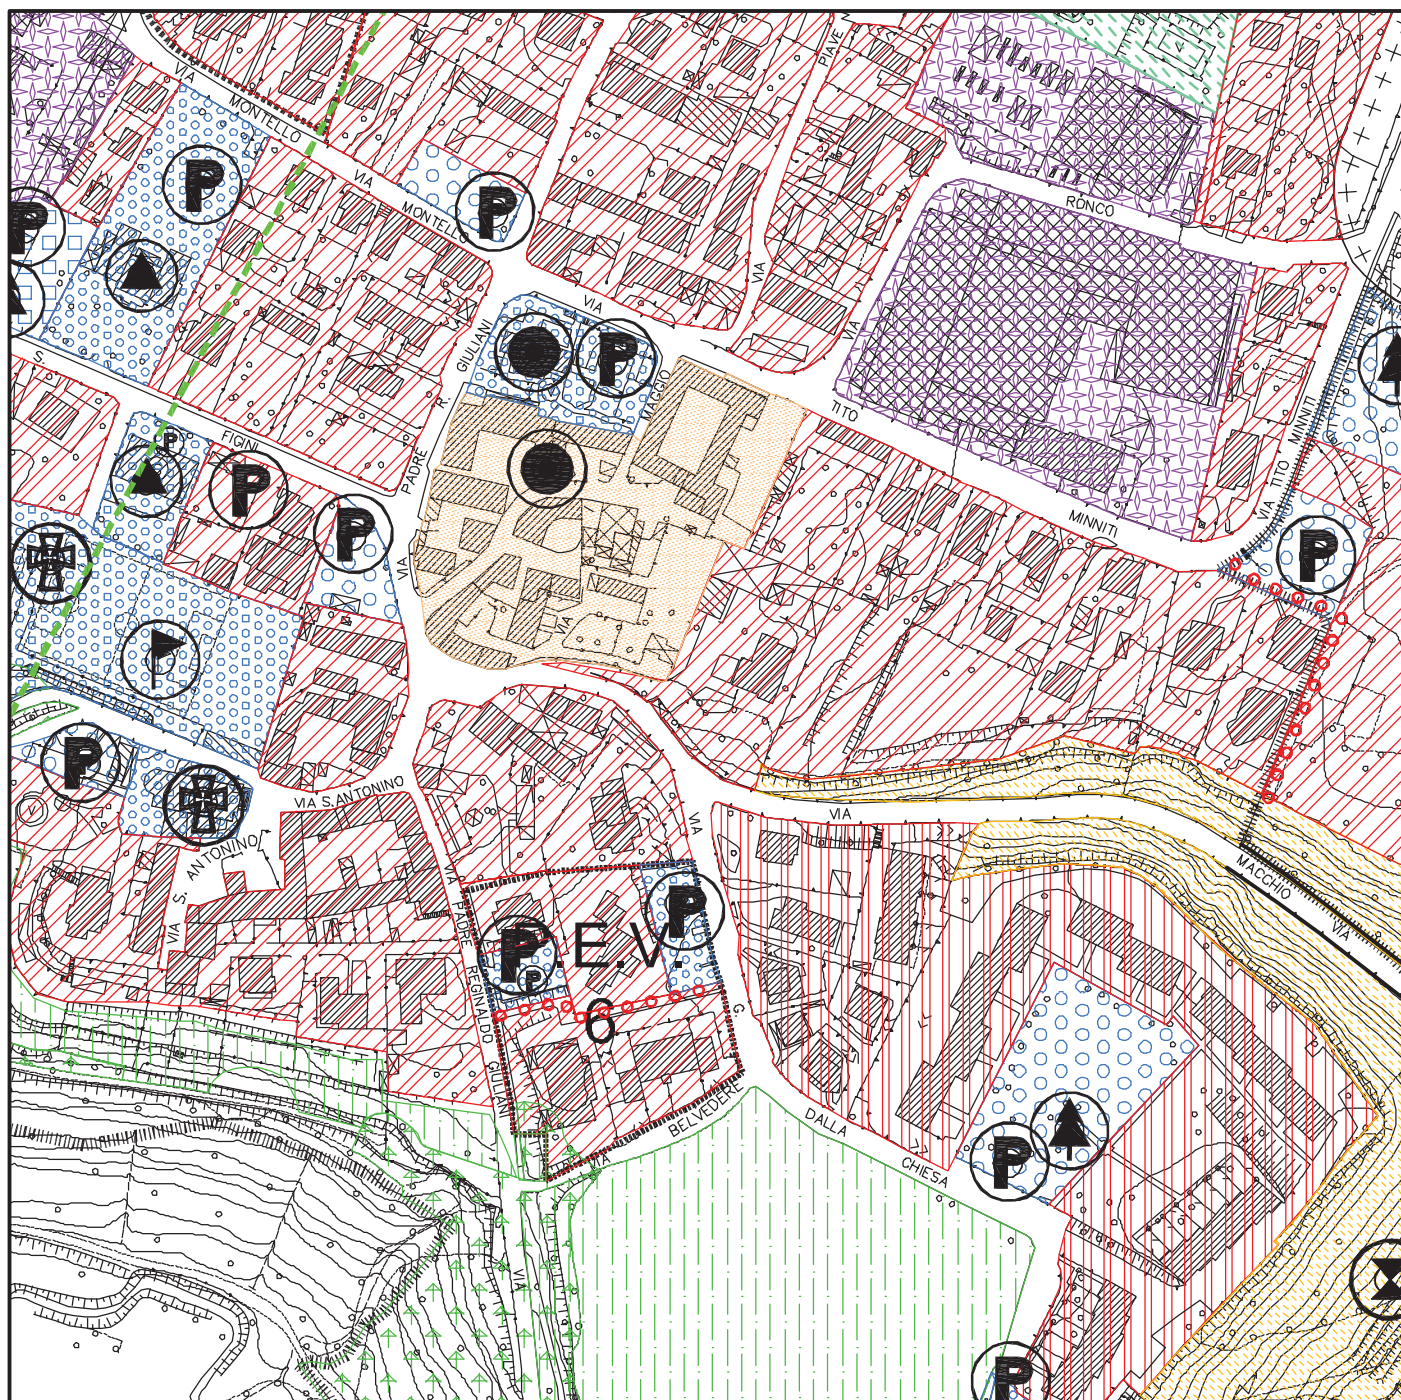 VIA
MONTELLO
VIA
MONTELLO
PIAVE
VIA
RONCO
P
P
P
VIA
GIULIANI
R.
PADRE
VIA
P
MAGGIO
VIA
TITO
MINNITI
VIA TITO MINNITI
S.
FIGINI
P
P
P
P
VIA
P
P
VIA S.ANTONINO
VIA S. ANTONINO
V
VIA
VIA
MACCHIO
VIA
VIA PADRE REGINALDO GIULIANI
P
P
P
P.E.V.
6
G.
DALLA
CHIESA
VIA BELVEDERE
VIA
P
P